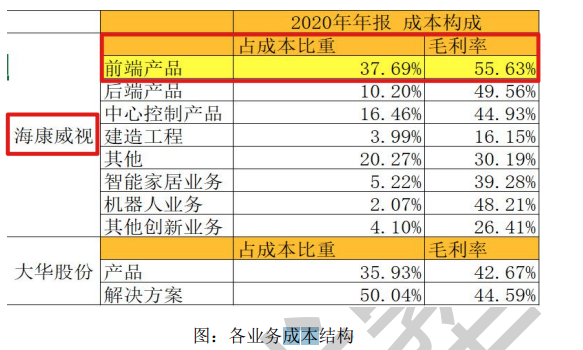 2020年年报 成本构成
占成本比重 毛利率
前端产品 37.69% 55.63%
后端产品 10.20% 49.56%
中心控制产品 16.46% 44.93%
海康威视 建造工程 3.99% 16.15%
其他 20.27% 30.19%
智能家居业务 5.22% 39.28%
机器人业务 2.07% 48.21%
其他创新业务 4.10% 26.41%
占成本比重 毛利率
大华股份 产品 35.93% 42.67%
解决方案 50.04% 44.59%
图：各业务成本结构